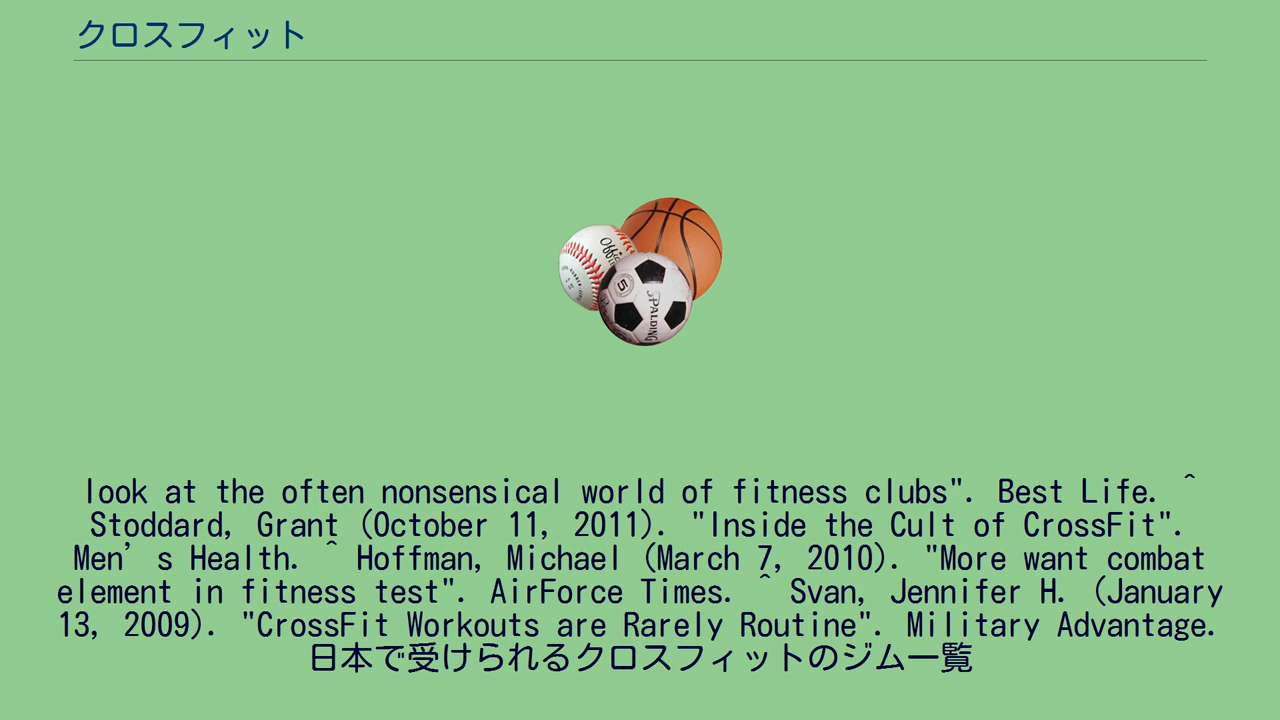 クロスフィット
Offic
5
SPALDING
look at the often nonsensical world of fitness clubs". Best Life. ^
Stoddard, Grant (October 11, 2011). "Inside the Cult of CrossFit".
Men’s Health. ^ Hoffman, Michael (March 7, 2010). "More want combat
element in fitness test". AirForce Times. ^ Svan, Jennifer H. (January
13, 2009). "CrossFit Workouts are Rarely Routine". Military Advantage.
日本で受けられるクロスフィットのジム一覧